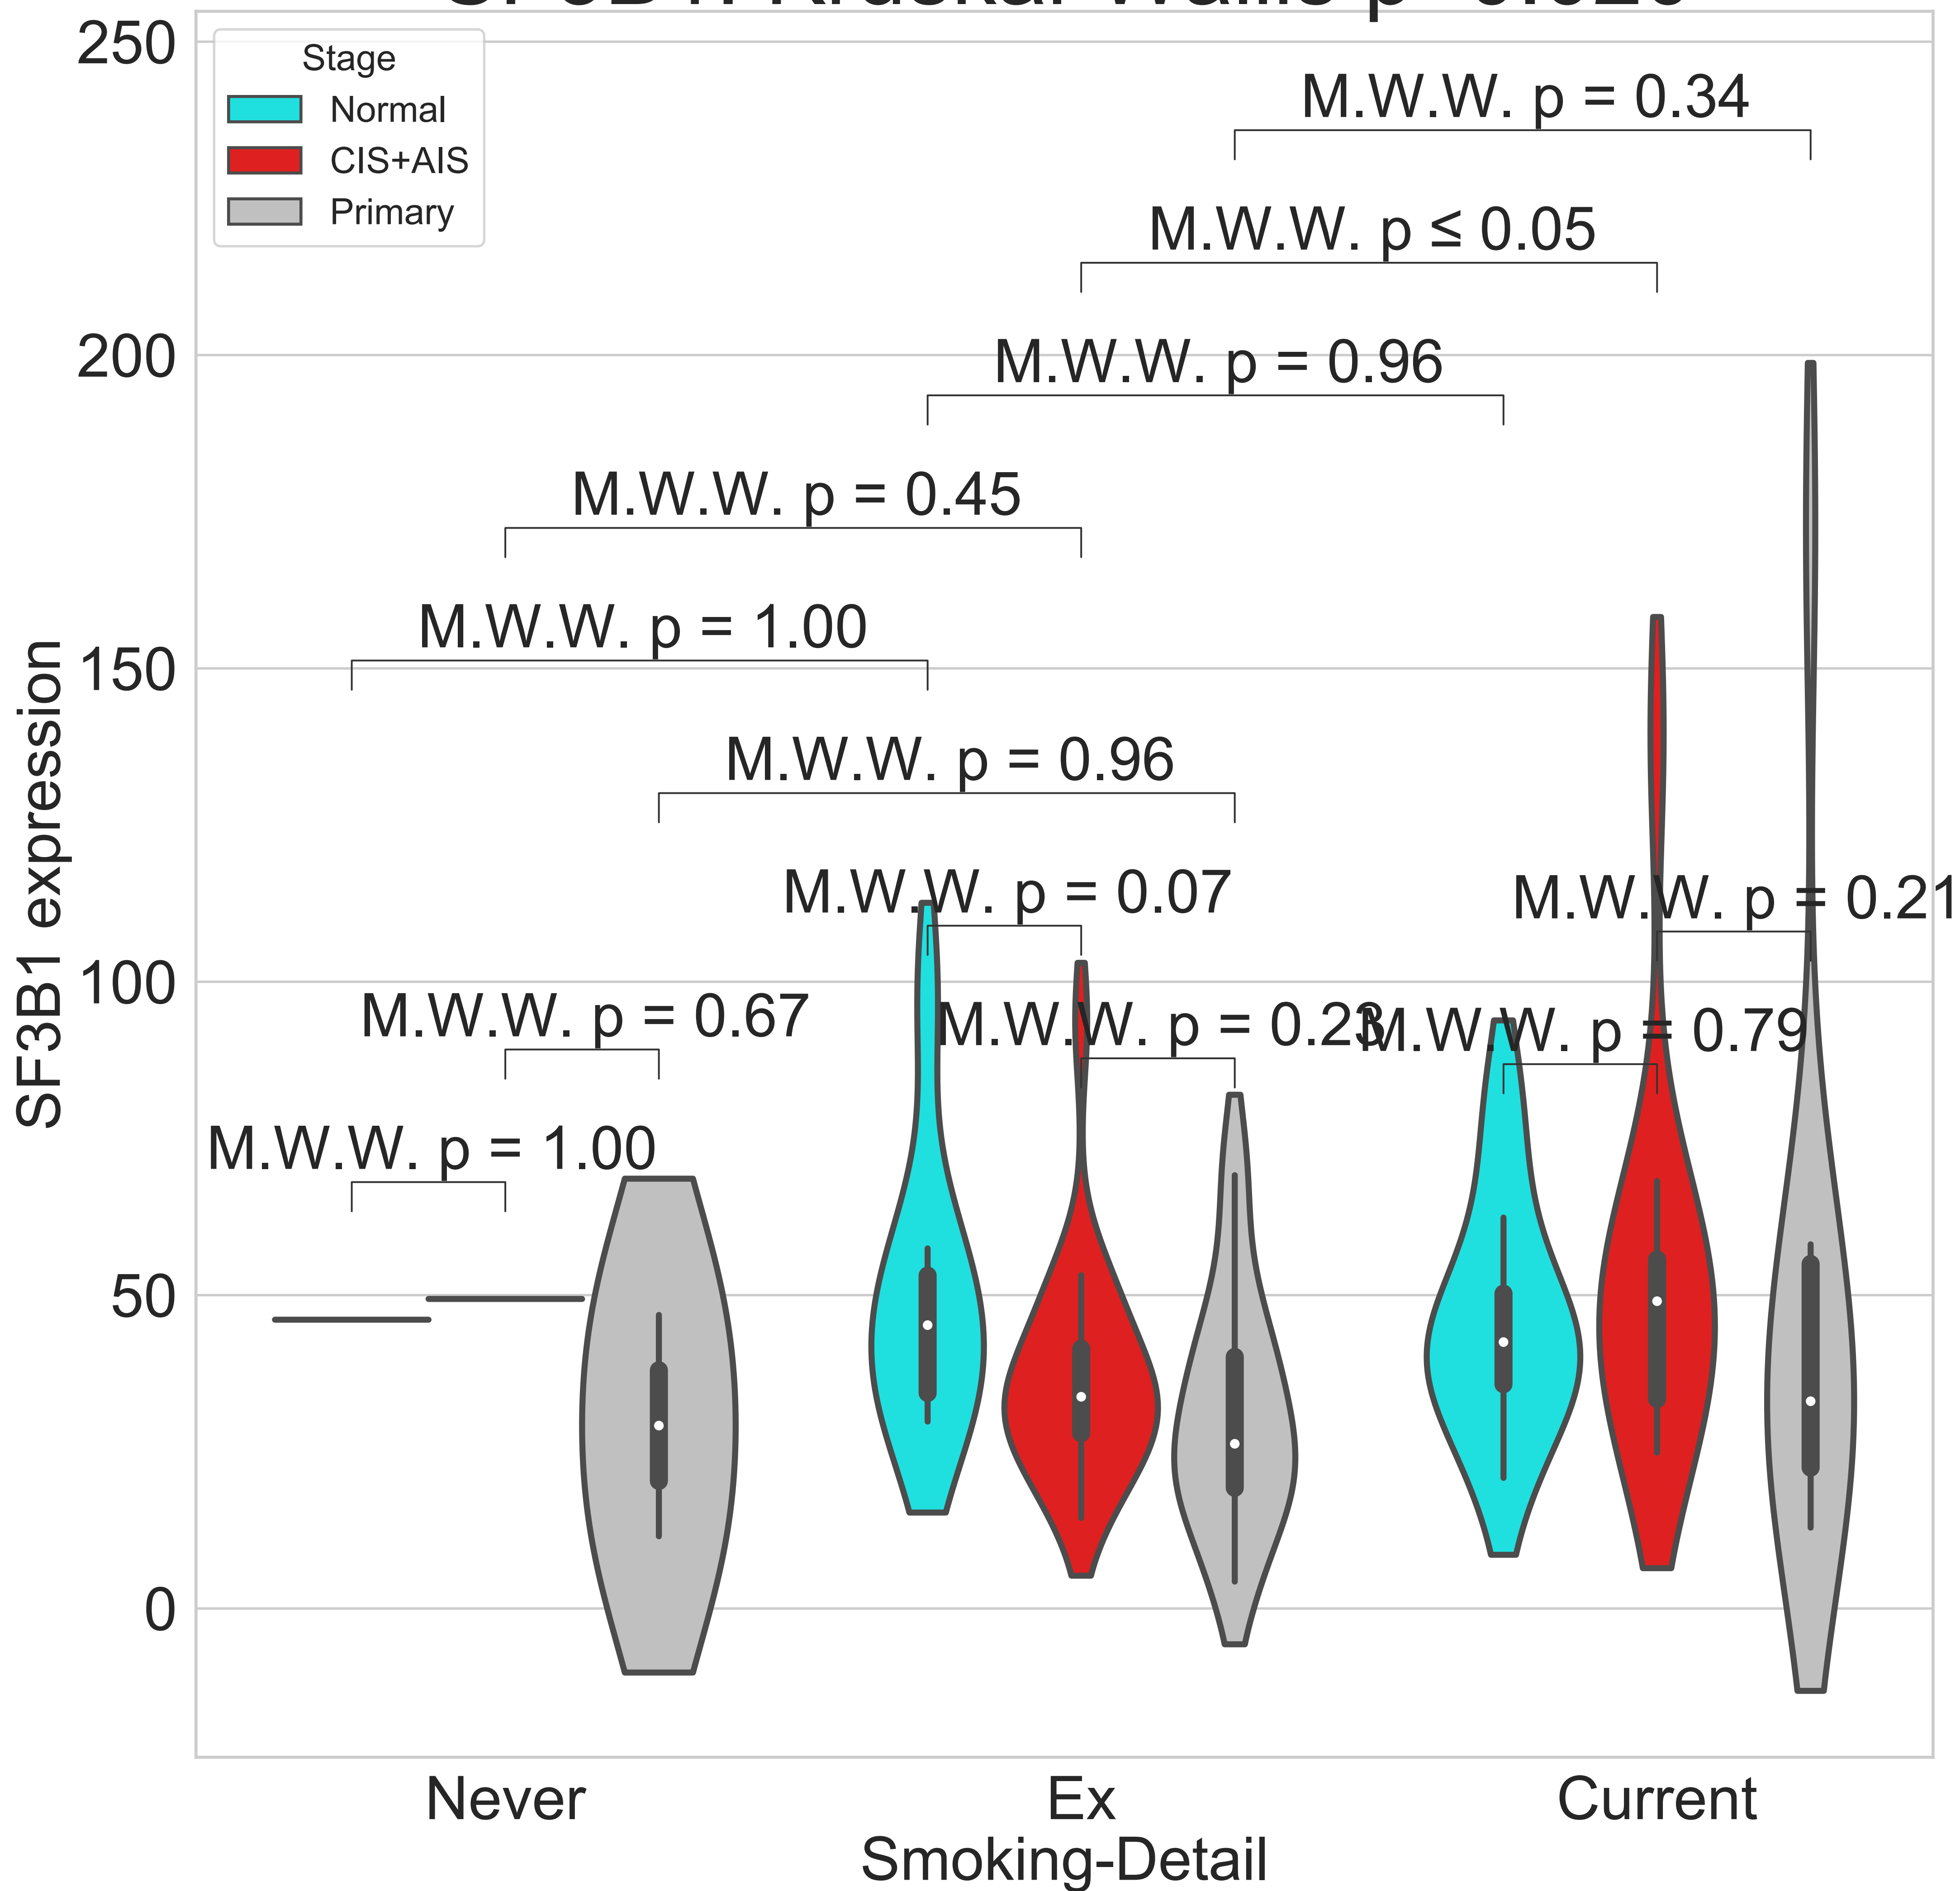 250
Stage
Normal
CIS+AIS
Primary
M.W.W. p = 0.34
M.W.W. p ≤ 0.05
200
M.W.W. p = 0.96
M.W.W. p = 0.45
M.W.W. p = 1.00
150
M.W.W. p = 0.96
M.W.W. p = 0.07
M.W.W. p = 0.21
100
M.W.W. p = 0.67
M.W.W. p = 0.23
M.W.W. p = 0.79
M.W.W. p = 1.00
50
0
SF3B1 expression
Never
Ex
Current
Smoking-Detail